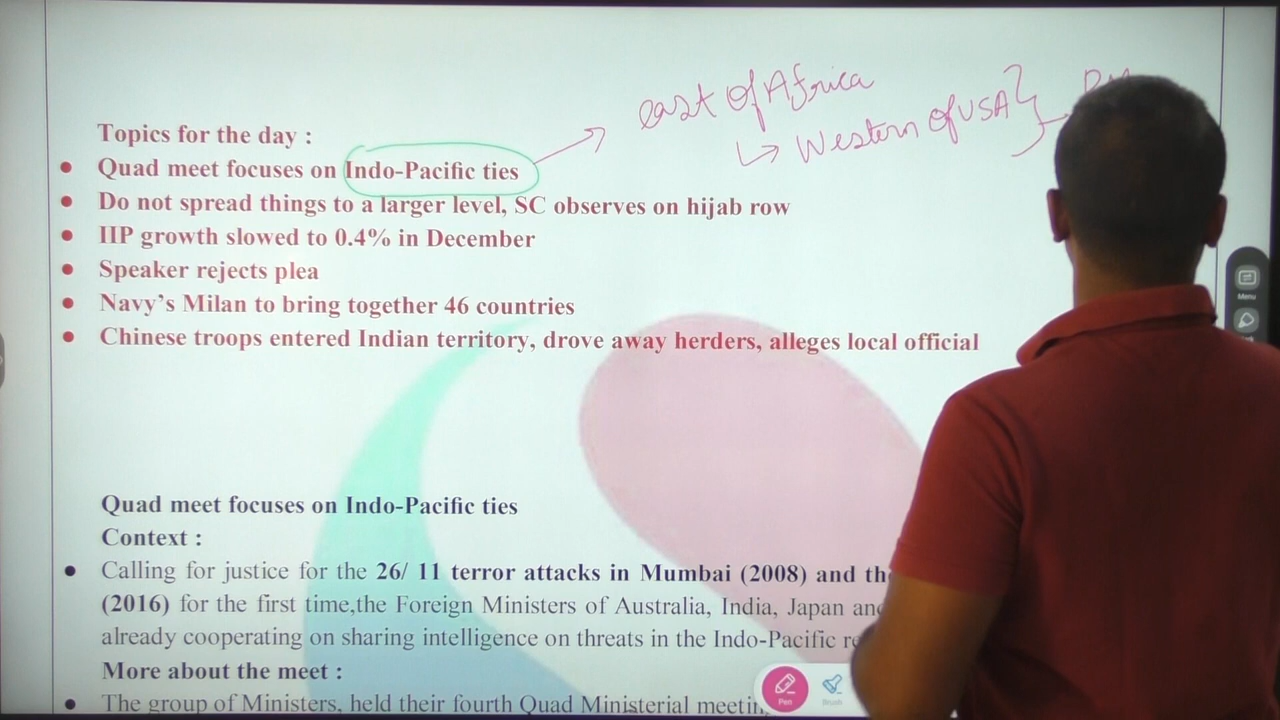 east of Africa
↳ Western of USA
Topics for the day :
• Quad meet focuses on Indo-Pacific ties
• Do not spread things to a larger level, SC observes on hijab row
• IIP growth slowed to 0.4% in December
• Speaker rejects plea
• Navy’s Milan to bring together 46 countries
• Chinese troops entered Indian territory, drove away herders, alleges local official
Menu
Quad meet focuses on Indo-Pacific ties
Context :
• Calling for justice for the 26/ 11 terror attacks in Mumbai (2008) and
(2016) for the first time,the Foreign Ministers of Australia, India, Japan
already cooperating on sharing intelligence on threats in the Indo-Pacific
More about the meet :
• The group of Ministers, held their fourth Quad Ministerial
Pen
Brush